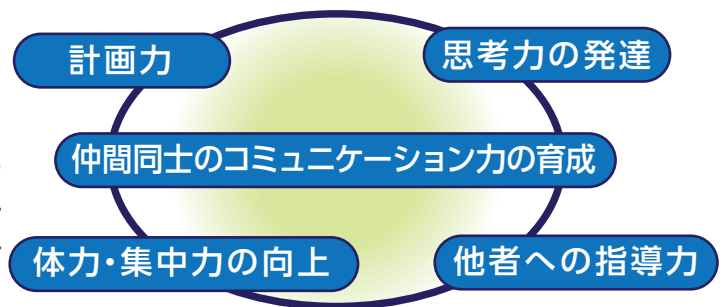 計画力
思考力の発達
仲間同士のコミュニケーション力の育成
体力・集中力の向上
他者への指導力